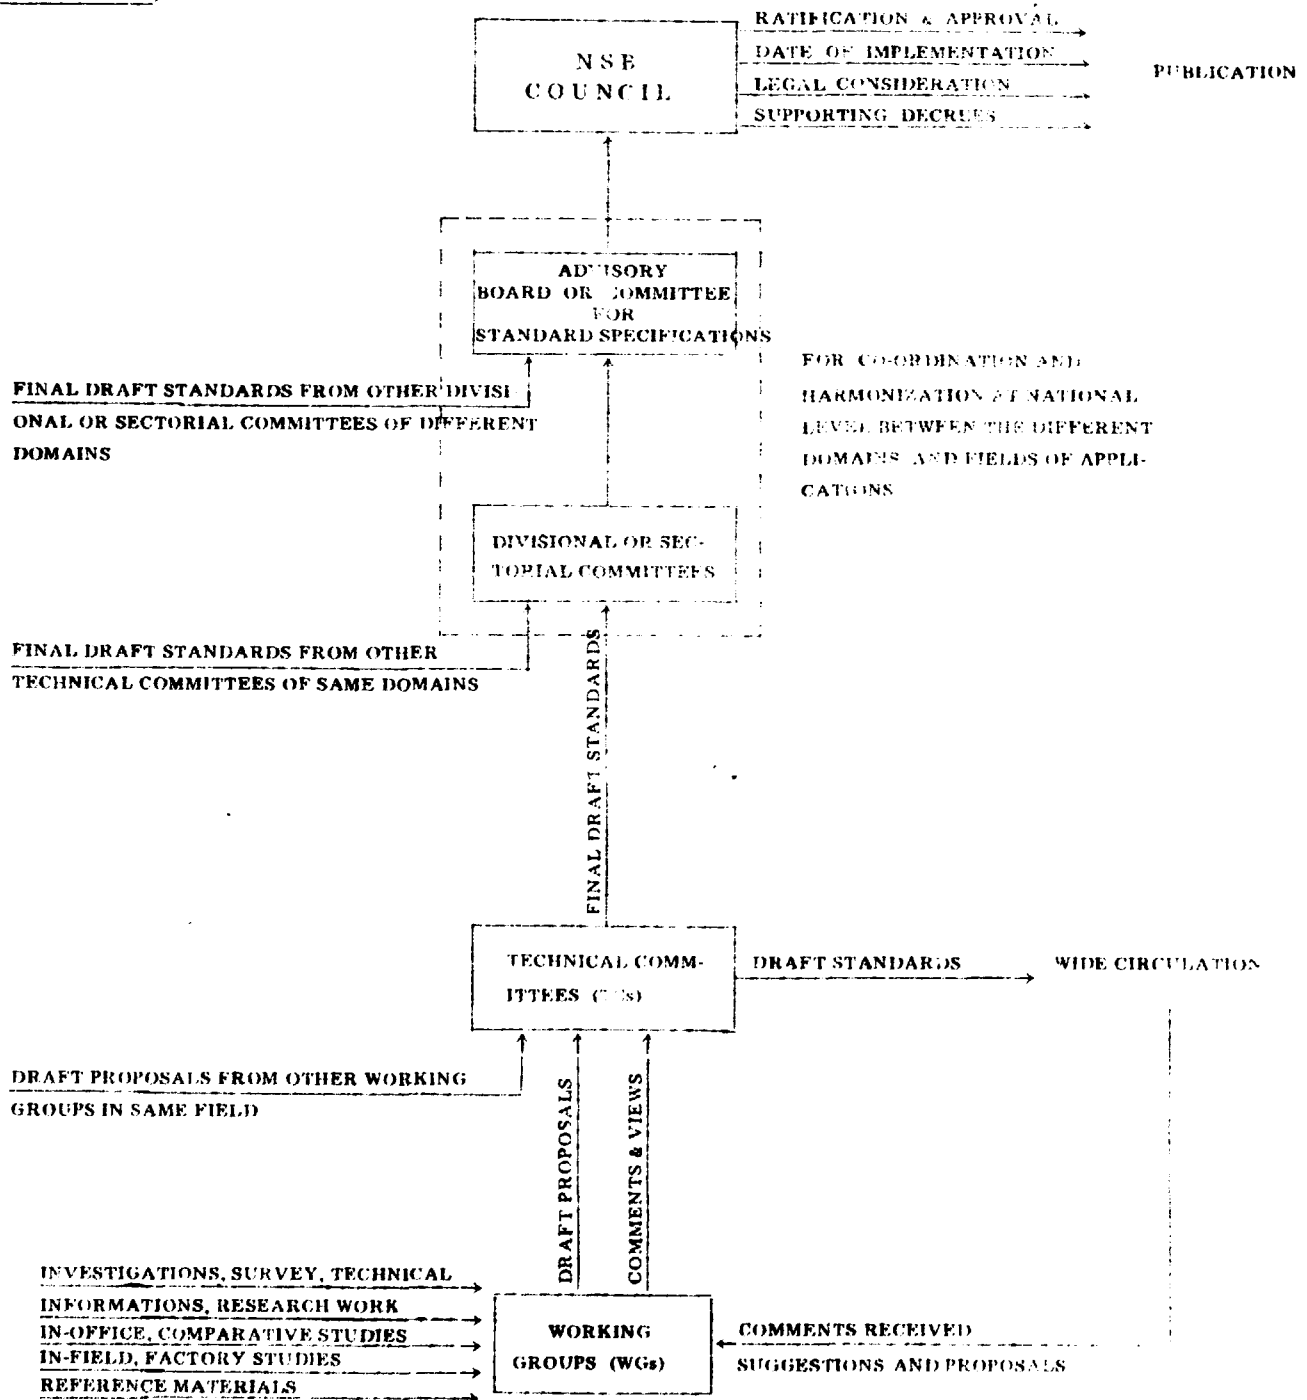 RATIFICATION & APPROVAL
DATE OF IMPLEMENTATION
LEGAL CONSIDERATION
SUPPORTING DECREES
PUBLICATION
NSB
COUNCIL
ADVISORY
BOARD OR COMMITTEE
FOR
STANDARD SPECIFICATIONS
FINAL DRAFT STANDARDS FROM OTHER DIVISI-
ONAL OR SECTORIAL COMMITTEES OF DIFFERENT
DOMAINS
FOR CO-ORDINATION AND
HARMONIZATION AT NATIONAL
LEVEL BETWEEN THE DIFFERENT
DOMAINS AND FIELDS OF APPLI-
CATIONS
DIVISIONAL OR SEC-
TORIAL COMMITTEES
FINAL DRAFT STANDARDS FROM OTHER
TECHNICAL COMMITTEES OF SAME DOMAINS
FINAL DRAFT STANDARDS
TECHNICAL COMM-
ITTEES (TCs)
DRAFT STANDARDS
WIDE CIRCULATION
DRAFT PROPOSALS FROM OTHER WORKING
GROUPS IN SAME FIELD
DRAFT PROPOSALS
COMMENTS & VIEWS
INVESTIGATIONS, SURVEY, TECHNICAL
INFORMATIONS, RESEARCH WORK
IN-OFFICE, COMPARATIVE STUDIES
IN-FIELD, FACTORY STUDIES
REFERENCE MATERIALS
WORKING
GROUPS (WGs)
COMMENTS RECEIVED
SUGGESTIONS AND PROPOSALS